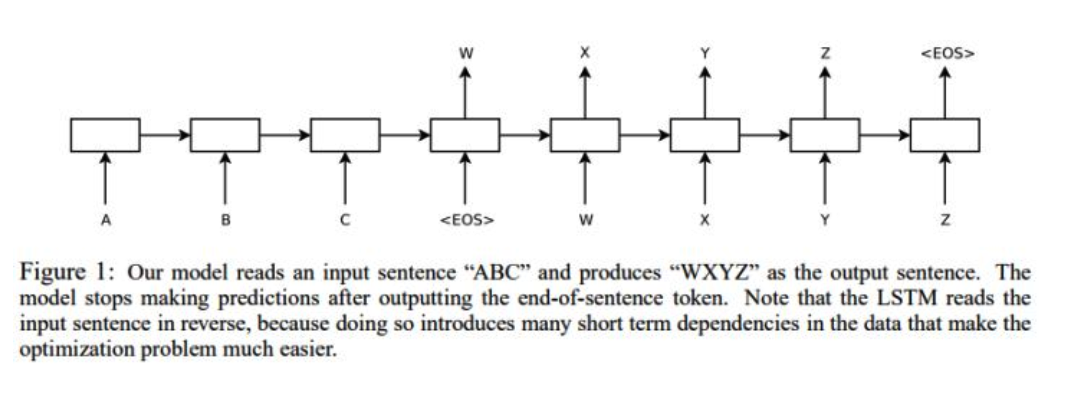 W X Y Z <EOS>
A B C <EOS> W X Y Z
Figure 1: Our model reads an input sentence “ABC” and produces “WXYZ” as the output sentence. The
model stops making predictions after outputting the end-of-sentence token. Note that the LSTM reads the
input sentence in reverse, because doing so introduces many short term dependencies in the data that make the
optimization problem much easier.